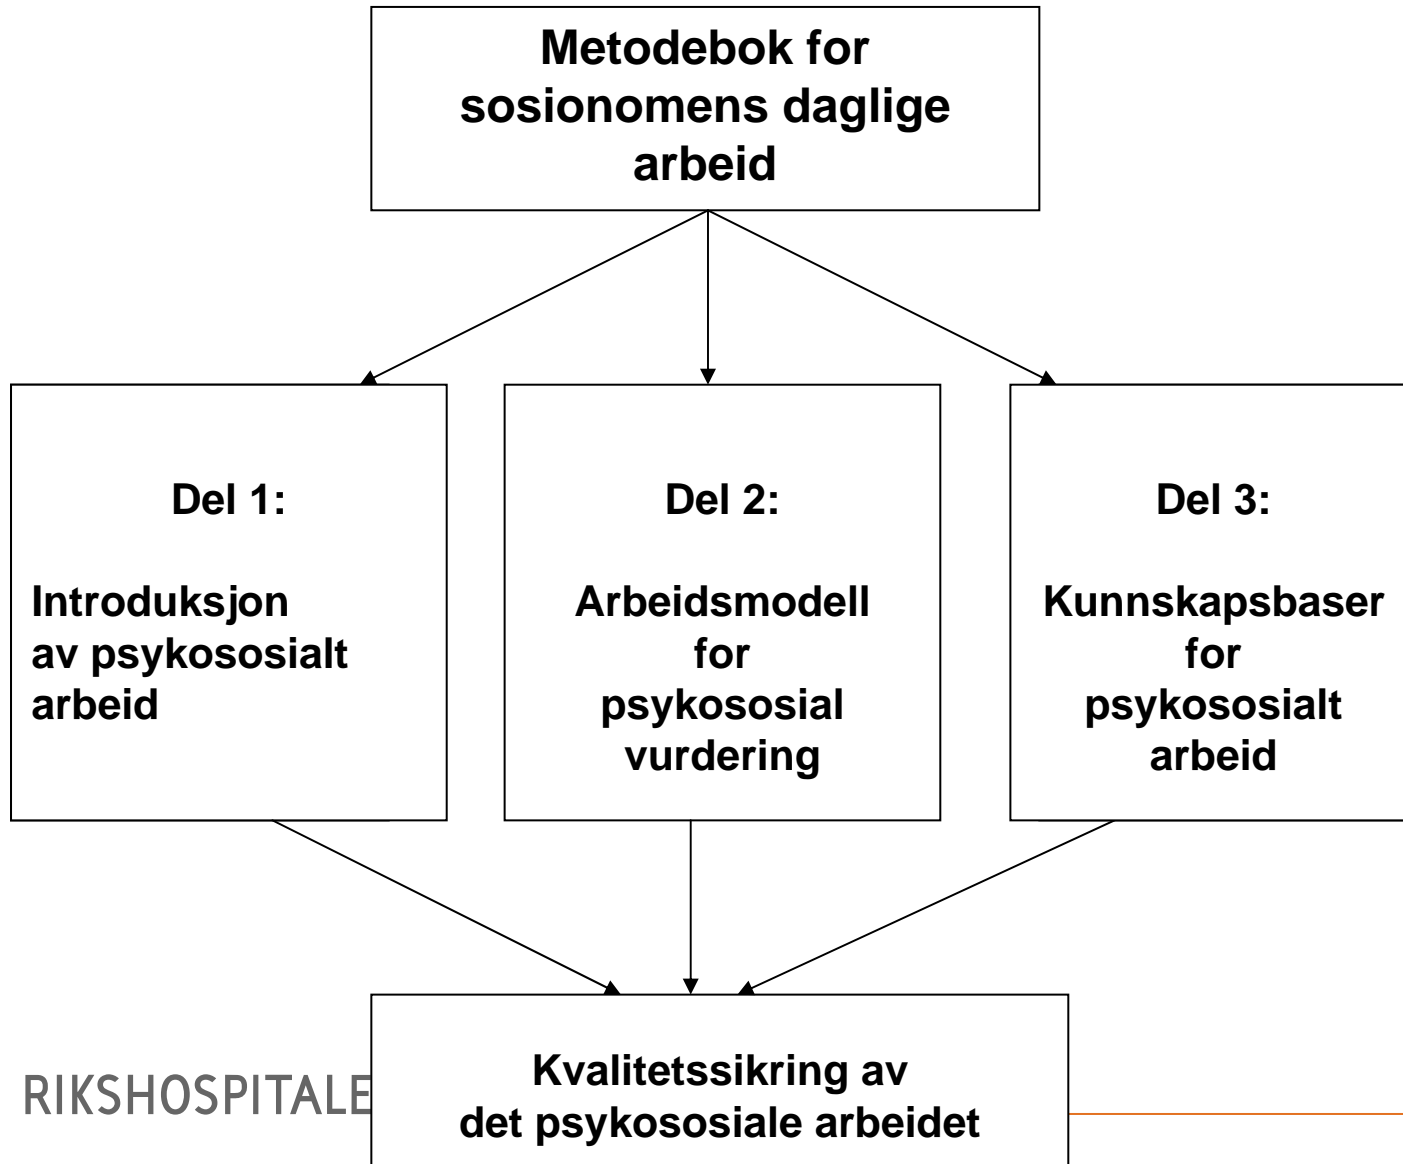 Metodebok for
sosionomens daglige
arbeid
Del 1:
Introduksjon
av psykososialt
arbeid
Del 2:
Arbeidsmodell
for
psykososial
vurdering
Del 3:
Kunnskapsbaser
for
psykososialt
arbeid
Kvalitetssikring av
det psykososiale arbeidet
RIKSHOSPITALE